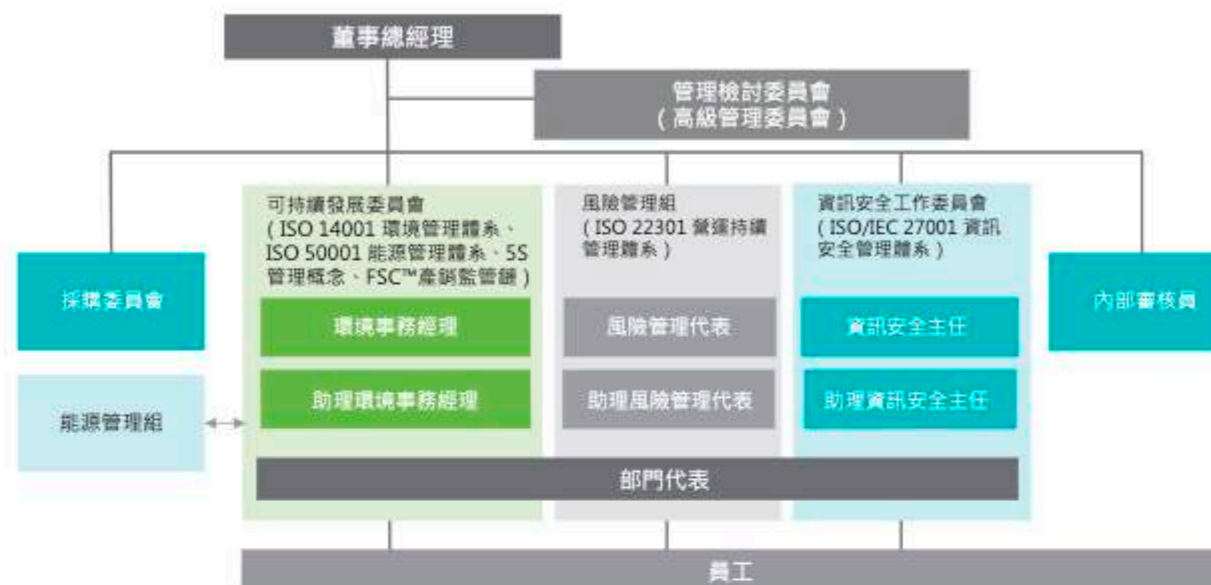 董事總經理
管理檢討委員會
（高級管理委員會）
可持續發展委員會
（ISO 14001 環境管理體系、
ISO 50001 能源管理體系、5S
管理概念、FSC™產銷監管鏈）
風險管理組
（ISO 22301 營運持續
管理體系）
資訊安全工作委員會
（ISO/IEC 27001 資訊
安全管理體系）
採購委員會
環境事務經理
風險管理代表
資訊安全主任
內部審核員
能源管理組
助理環境事務經理
助理風險管理代表
助理資訊安全主任
部門代表
員工